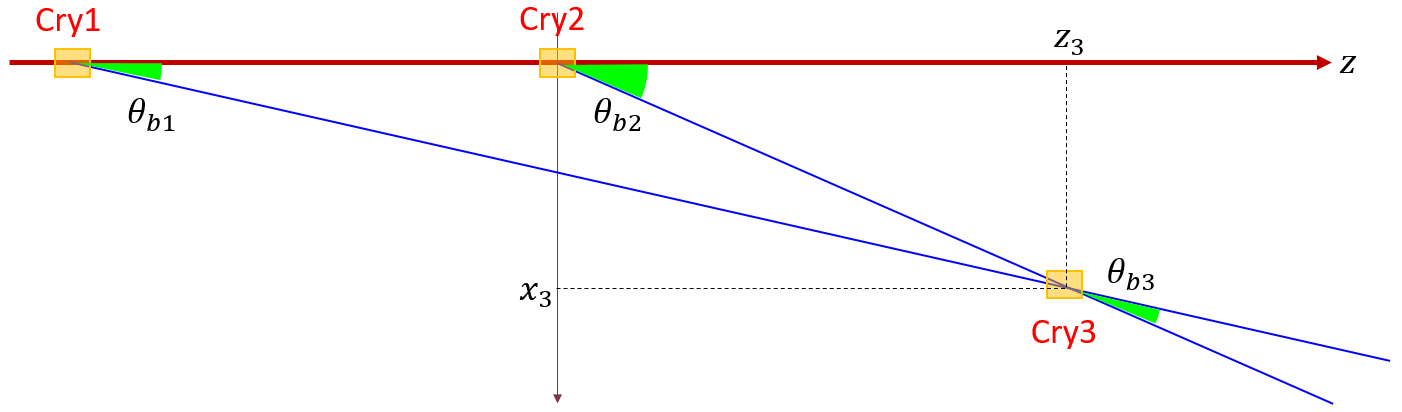 Cry1
Cry2
z₃
z
θ_b1
θ_b2
x₃
θ_b3
Cry3